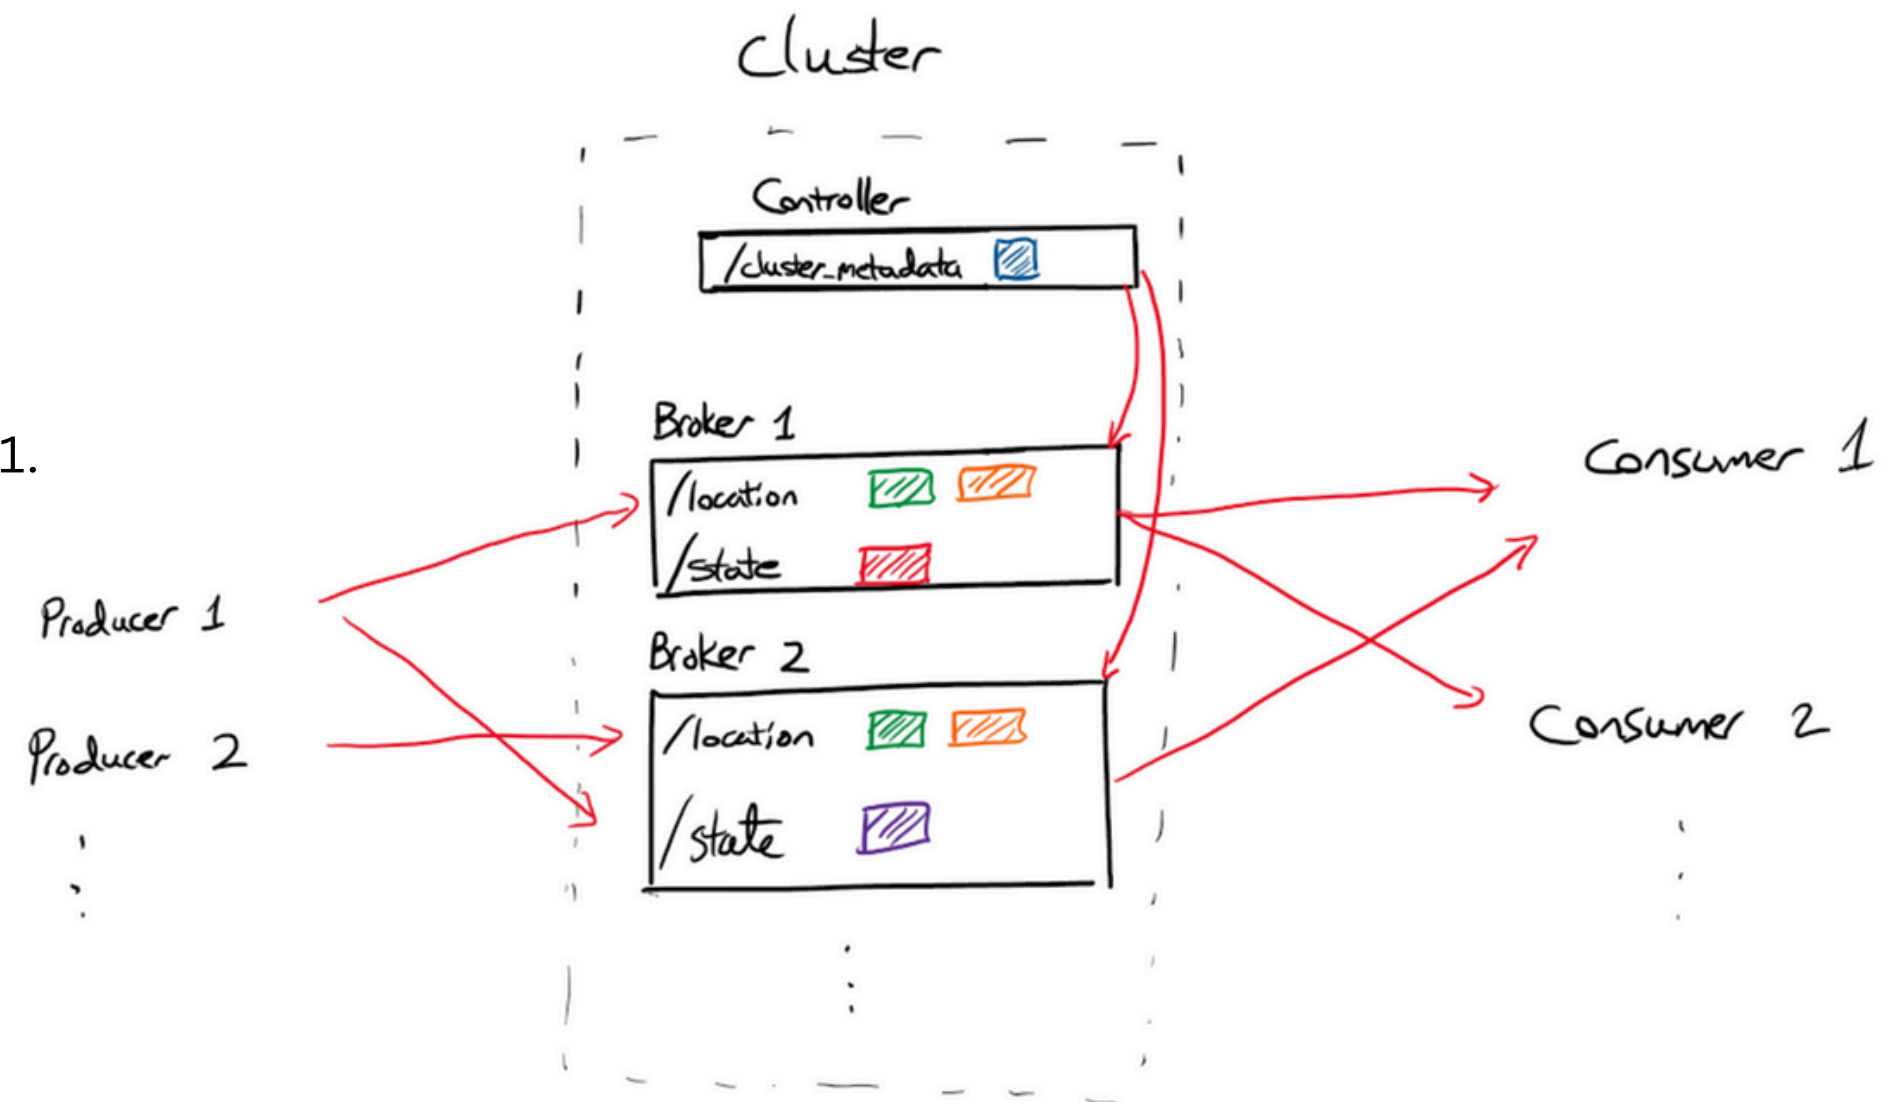 Cluster
Controller
/cluster_metadata
1.
Broker 1
/location
/state
Producer 1
Producer 2
Broker 2
/location
/state
Consumer 1
Consumer 2